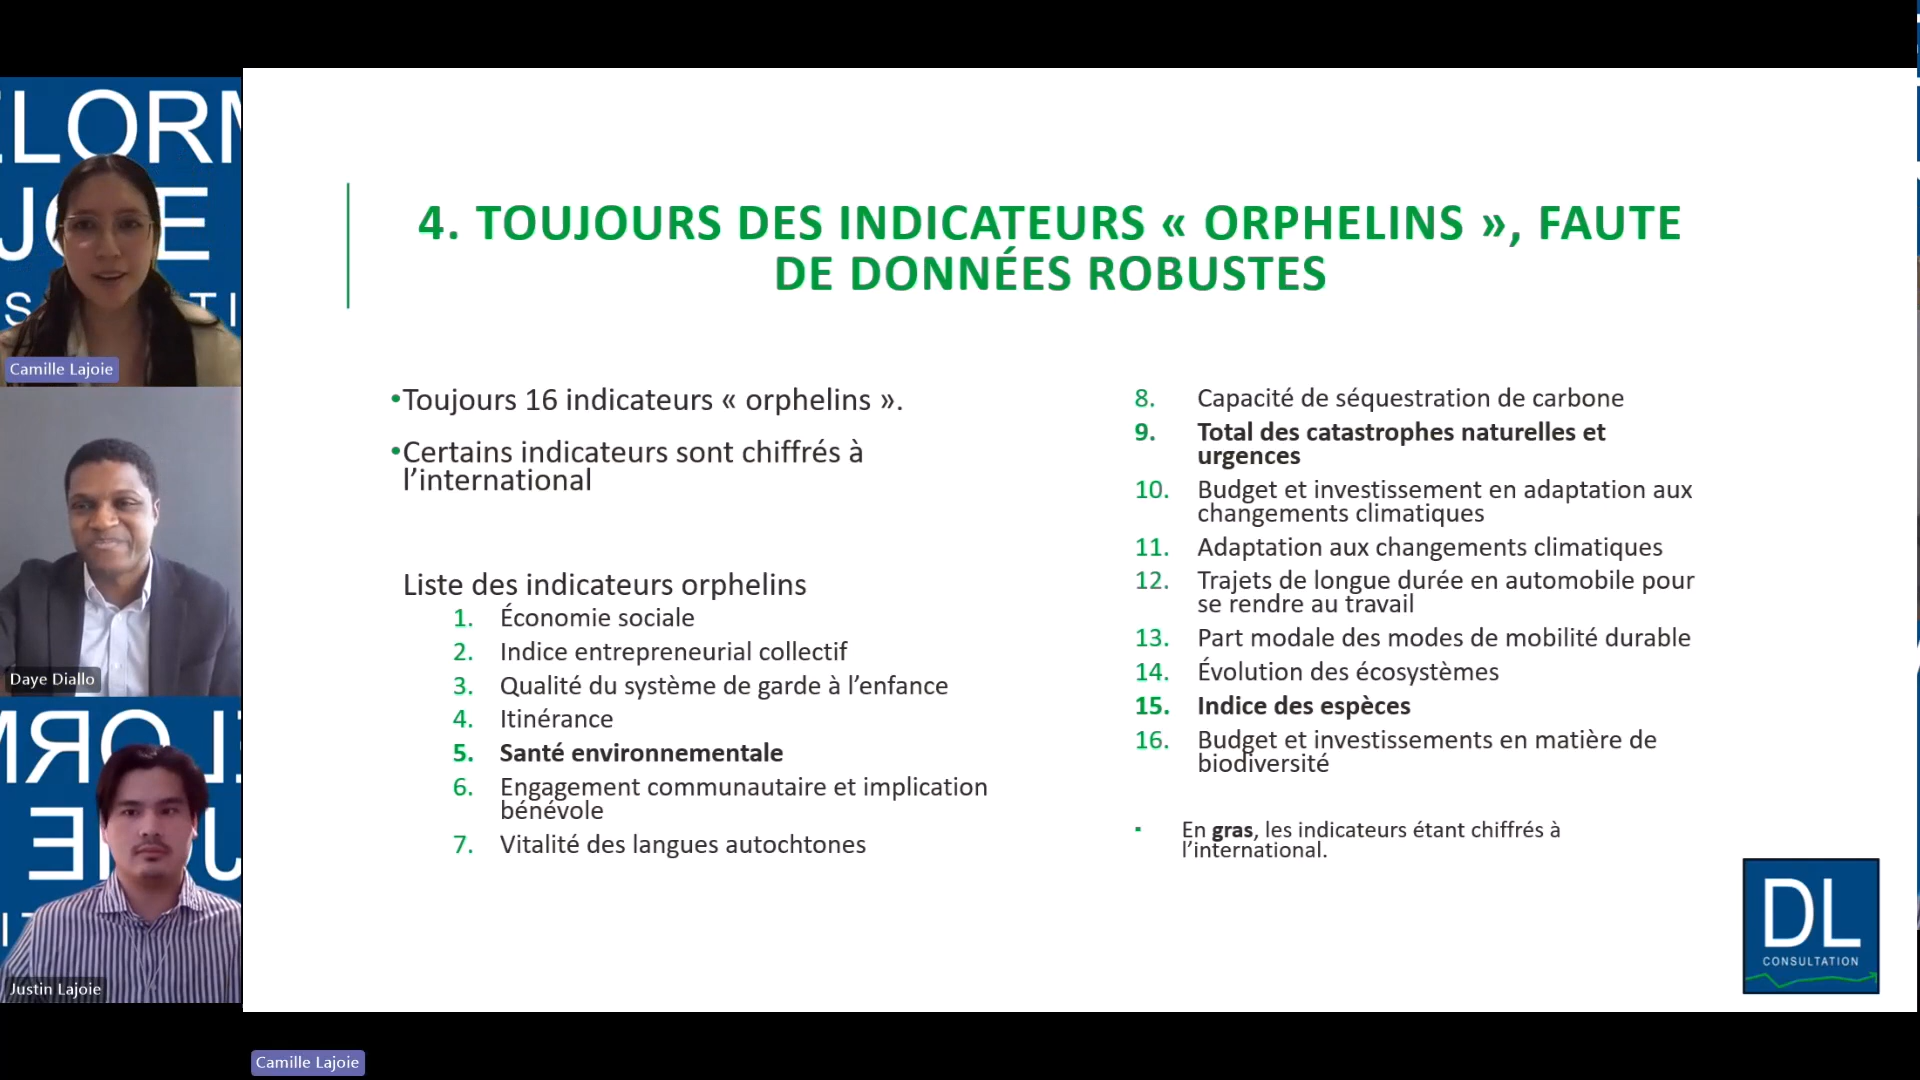 4. TOUJOURS DES INDICATEURS « ORPHELINS », FAUTE
DE DONNÉES ROBUSTES
•Toujours 16 indicateurs « orphelins ».
•Certains indicateurs sont chiffrés à
l’international
Liste des indicateurs orphelins
1. Économie sociale
2. Indice entrepreneurial collectif
3. Qualité du système de garde à l’enfance
4. Itinérance
5. Santé environnementale
6. Engagement communautaire et implication
bénévole
7. Vitalité des langues autochtones
8. Capacité de séquestration de carbone
9. Total des catastrophes naturelles et
urgences
10. Budget et investissement en adaptation aux
changements climatiques
11. Adaptation aux changements climatiques
12. Trajets de longue durée en automobile pour
se rendre au travail
13. Part modale des modes de mobilité durable
14. Évolution des écosystèmes
15. Indice des espèces
16. Budget et investissements en matière de
biodiversité
▪ En gras, les indicateurs étant chiffrés à
l’international.
DL
CONSULTATION
Camille Lajoie
Daye Diallo
Justin Lajoie
Camille Lajoie